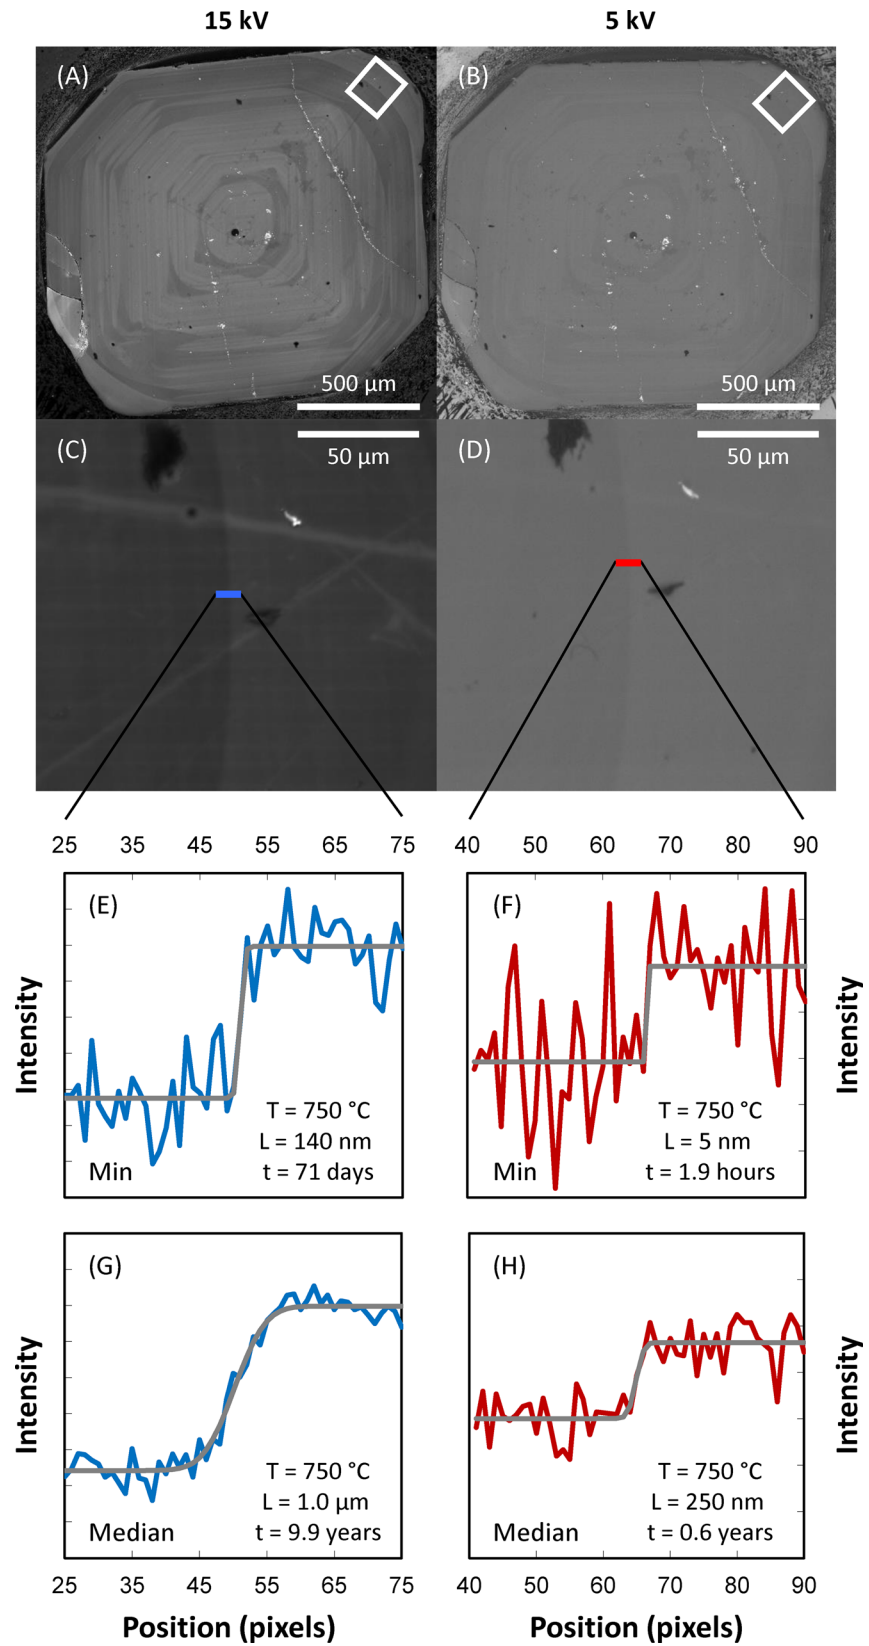 15 kV
5 kV
(A)
(B)
500 µm
500 µm
(C)
50 µm
(D)
50 µm
25 35 45 55 65 75
40 50 60 70 80 90
(E)
Intensity
T = 750 °C
L = 140 nm
t = 71 days
Min
(F)
Intensity
T = 750 °C
L = 5 nm
t = 1.9 hours
Min
(G)
Intensity
T = 750 °C
L = 1.0 µm
t = 9.9 years
Median
(H)
Intensity
T = 750 °C
L = 250 nm
t = 0.6 years
Median
25 35 45 55 65 75
40 50 60 70 80 90
Position (pixels)
Position (pixels)